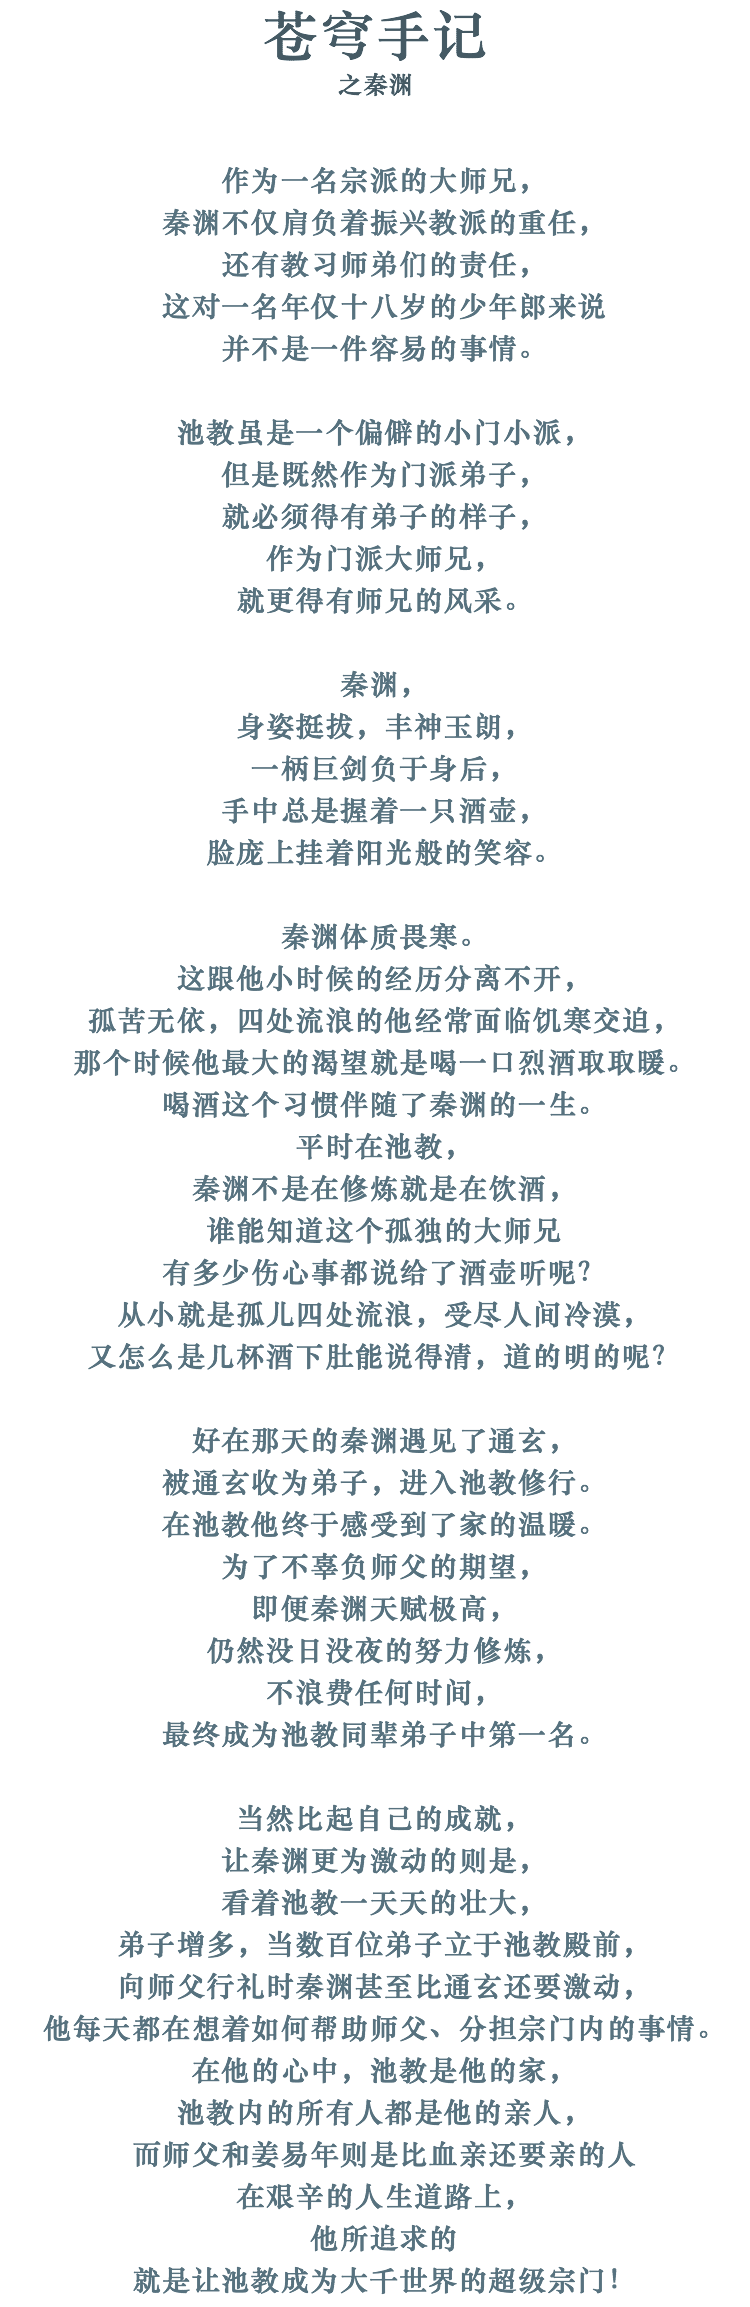 苍穹手记
之秦渊
作为一名宗派的大师兄，
秦渊不仅肩负着振兴教派的重任，
还有教习师弟们的责任，
这对一名年仅十八岁的少年郎来说
并不是一件容易的事情。
池教虽是一个偏僻的小门小派，
但是既然作为门派弟子，
就必须得有弟子的样子，
作为门派大师兄，
就更得有师兄的风采。
秦渊，
身姿挺拔，丰神玉朗，
一柄巨剑负于身后，
手中总是握着一只酒壶，
脸庞上挂着阳光般的笑容。
秦渊体质畏寒。
这跟他小时候的经历分离不开，
孤苦无依，四处流浪的他经常面临饥寒交迫，
那个时候他最大的渴望就是喝一口烈酒取取暖。
喝酒这个习惯伴随了秦渊的一生。
平时在池教，
秦渊不是在修炼就是在饮酒，
谁能知道这个孤独的大师兄
有多少伤心事都说给了酒壶听呢？
从小就是孤儿四处流浪，受尽人间冷漠，
又怎么是几杯酒下肚能说得清，道的明的呢？
好在那天的秦渊遇见了通玄，
被通玄收为弟子，进入池教修行。
在池教他终于感受到了家的温暖。
为了不辜负师父的期望，
即便秦渊天赋极高，
仍然没日没夜的努力修炼，
不浪费任何时间，
最终成为池教同辈弟子中第一名。
当然比起自己的成就，
让秦渊更为激动的则是，
看着池教一天天的壮大，
弟子增多，当数百位弟子立于池教殿前，
向师父行礼时秦渊甚至比通玄还要激动，
他每天都在想着如何帮助师父、分担宗门内的事情。
在他的心中，池教是他的家，
池教内的所有人都是他的亲人，
而师父和姜易年则是比血亲还要亲的人
在艰辛的人生道路上，
他所追求的
就是让池教成为大千世界的超级宗门！